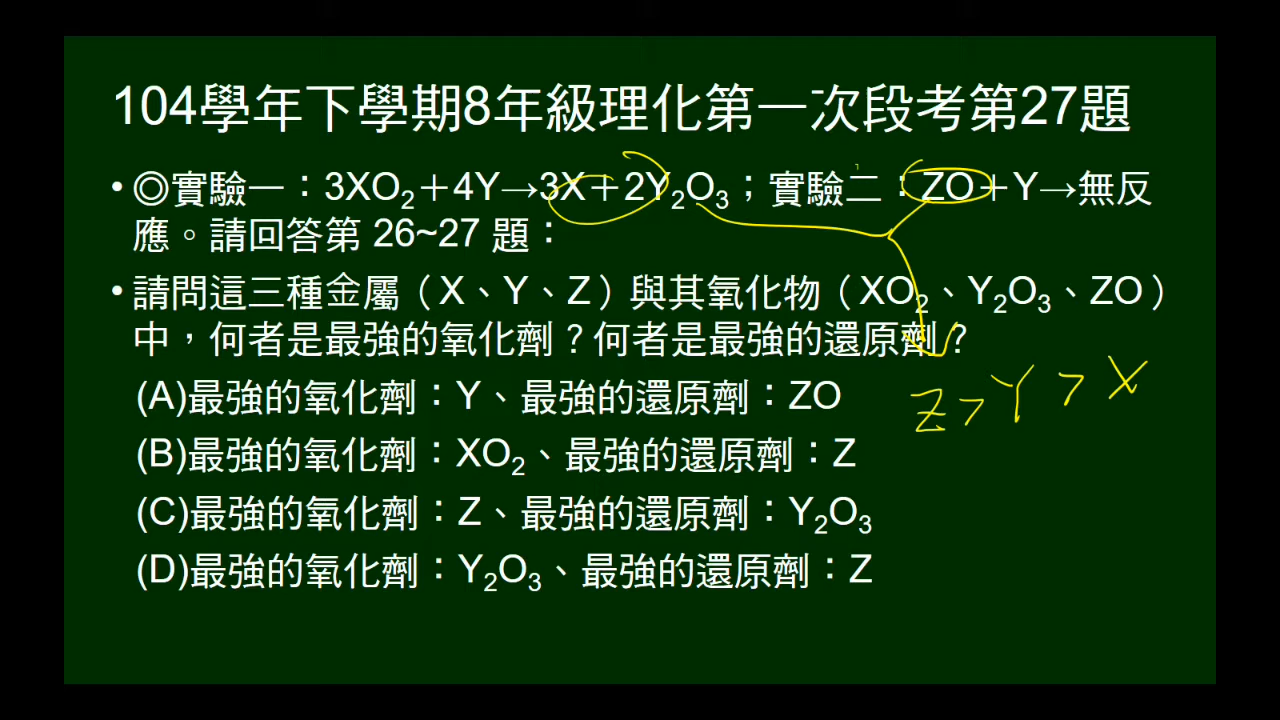 104學年下學期8年級理化第一次段考第27題
• ◎實驗一：3XO₂＋4Y→3X＋2Y₂O₃；實驗二：ZO＋Y→無反
應。請回答第 26~27 題：
• 請問這三種金屬（X、Y、Z）與其氧化物（XO₂、Y₂O₃、ZO）
中，何者是最強的氧化劑？何者是最強的還原劑？
Z > Y > X
(A)最強的氧化劑：Y、最強的還原劑：ZO
(B)最強的氧化劑：XO₂、最強的還原劑：Z
(C)最強的氧化劑：Z、最強的還原劑：Y₂O₃
(D)最強的氧化劑：Y₂O₃、最強的還原劑：Z